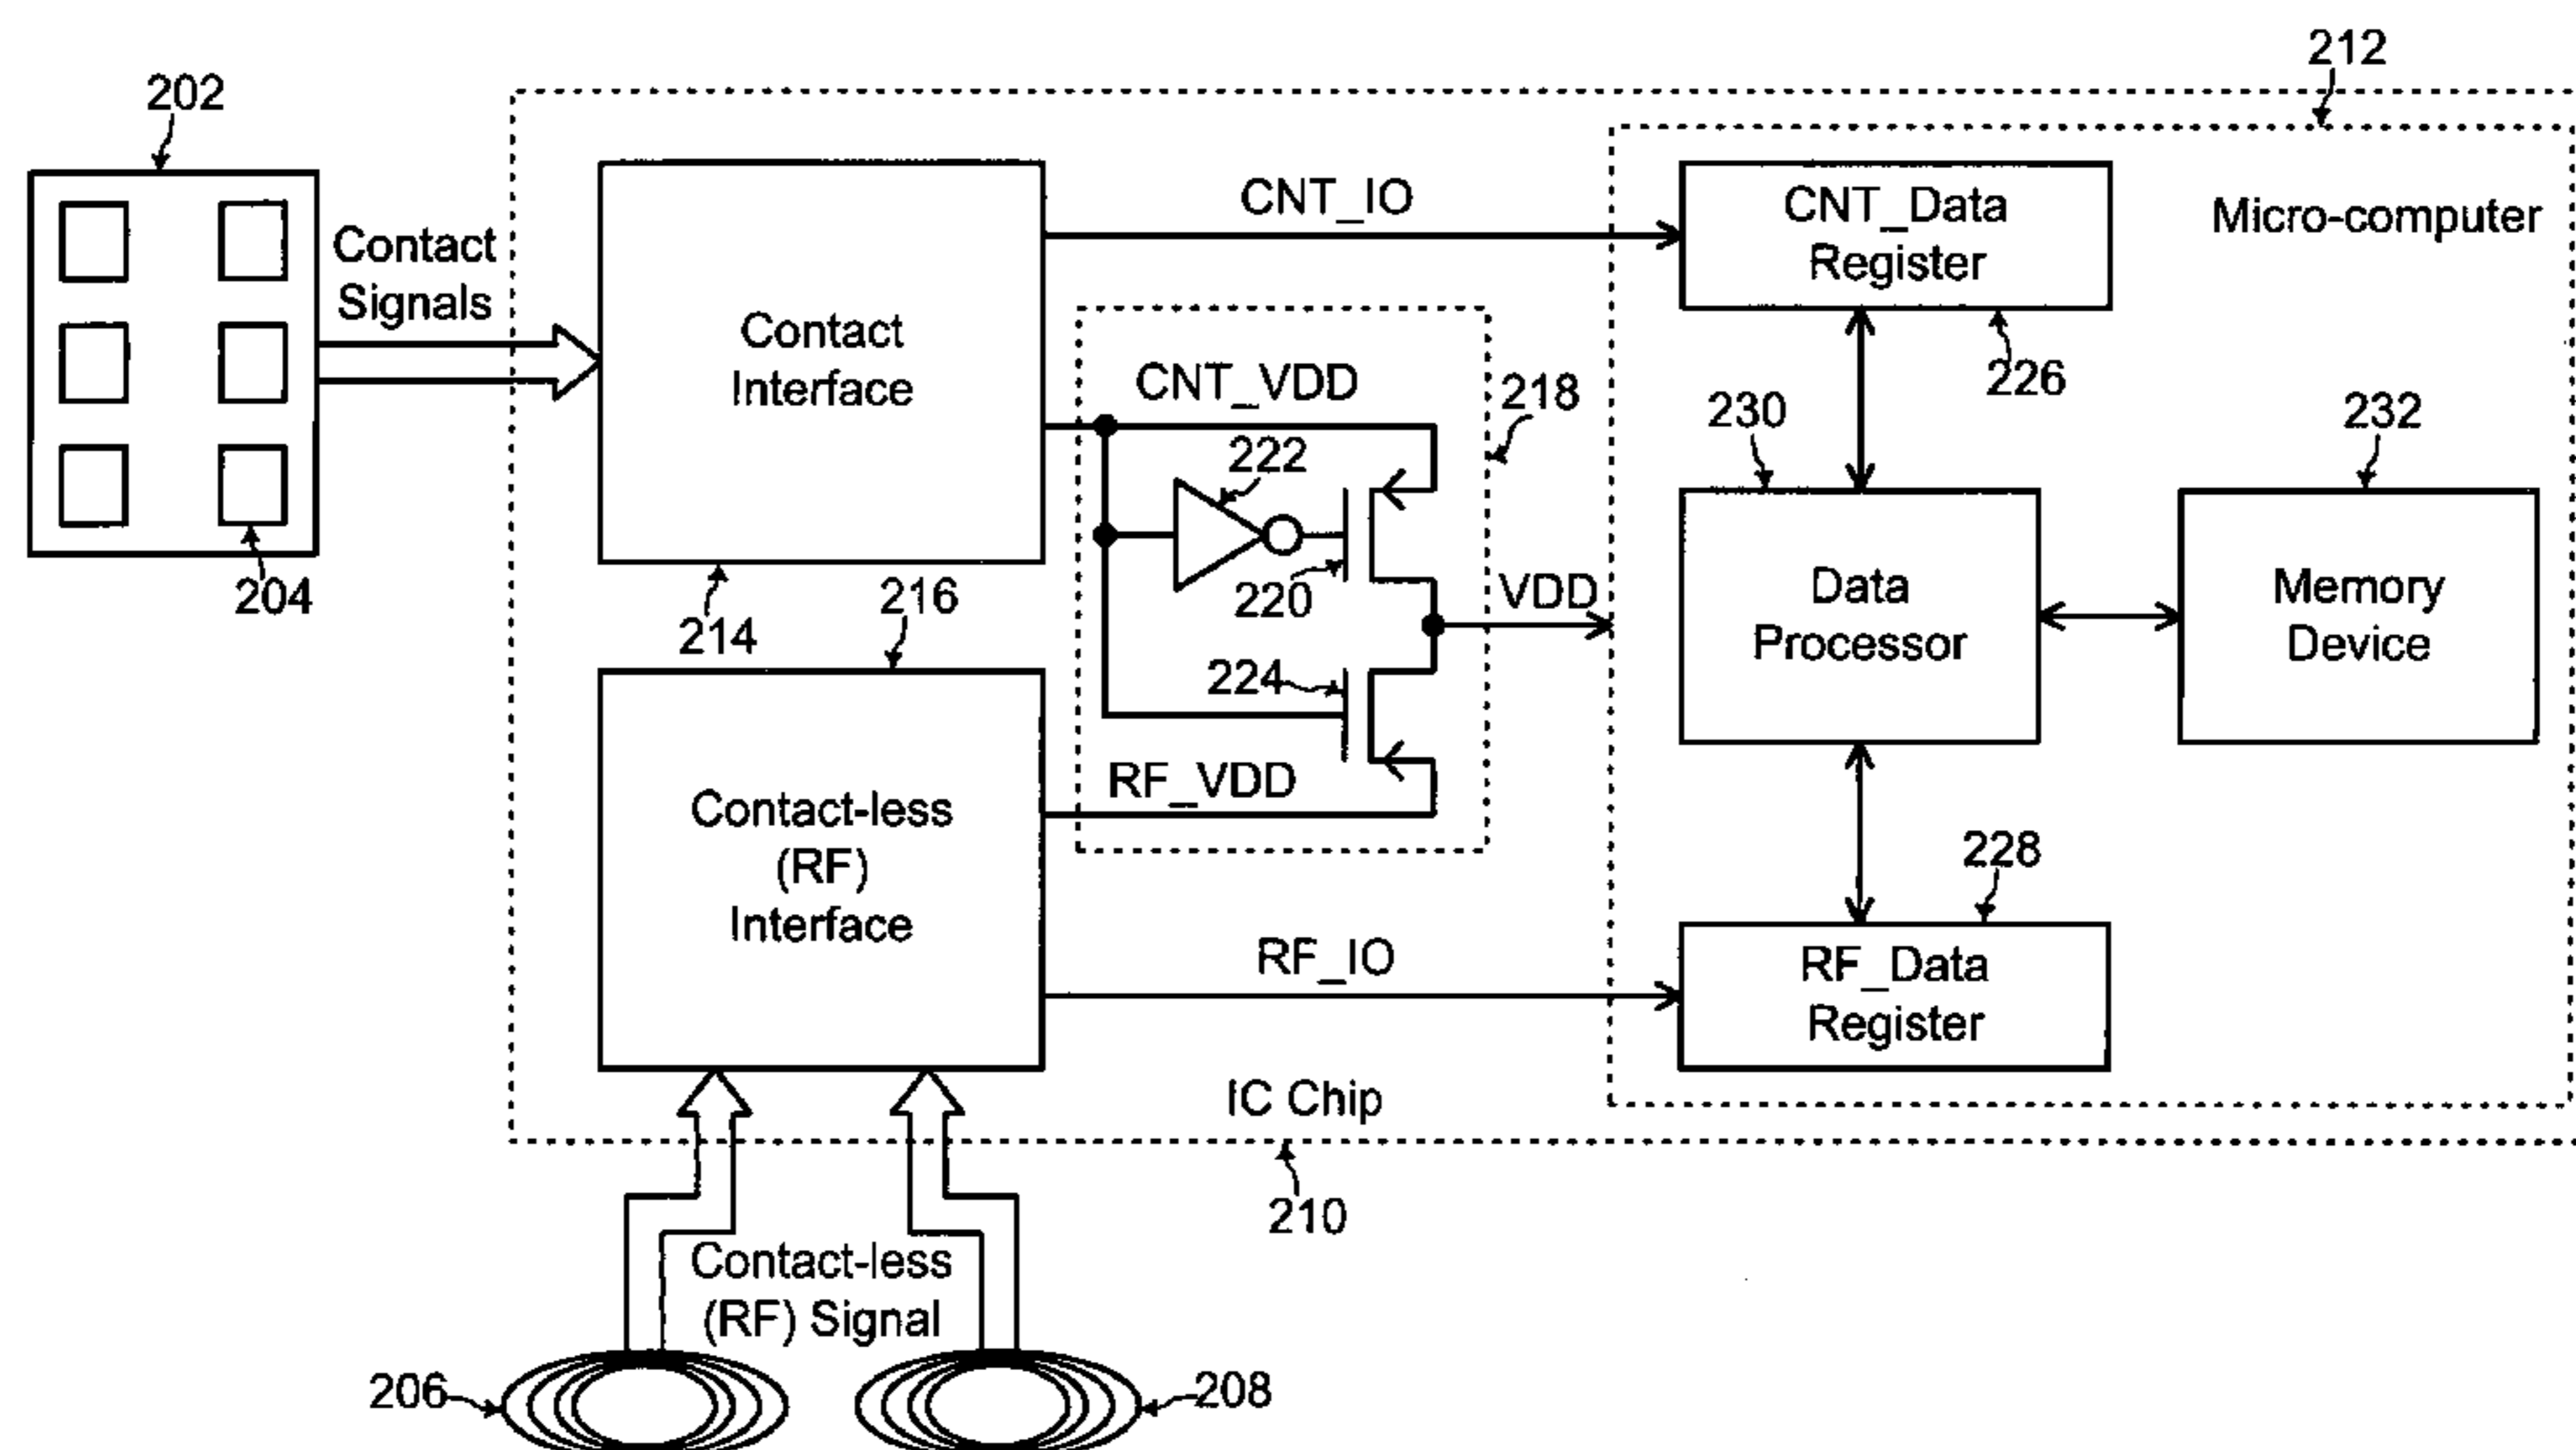 212
202
Contact
Signals
Contact
Interface
CNT_IO
CNT_Data
Register
Micro-computer
226
CNT_VDD
218
222
220
230
232
204
214
216
VDD
Data
Processor
Memory
Device
224
RF_VDD
Contact-less
(RF)
Interface
228
RF_IO
RF_Data
Register
IC Chip
210
Contact-less
(RF) Signal
206
208